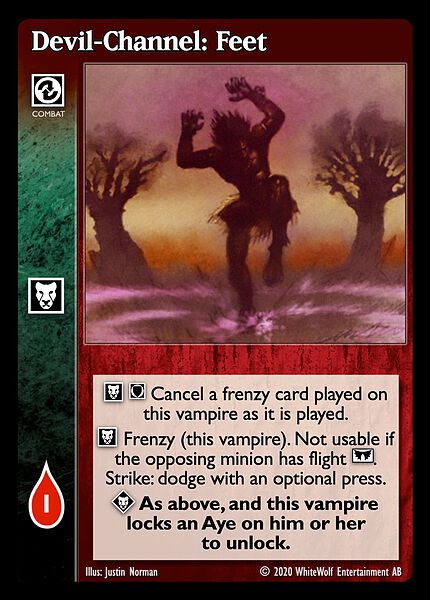 Devil-Channel: Feet
COMBAT
Cancel a frenzy card played on
this vampire as it is played.
Frenzy (this vampire). Not usable if
the opposing minion has flight .
Strike: dodge with an optional press.
As above, and this vampire
locks an Aye on him or her
to unlock.
1
Illus: Justin Norman © 2020 WhiteWolf Entertainment AB